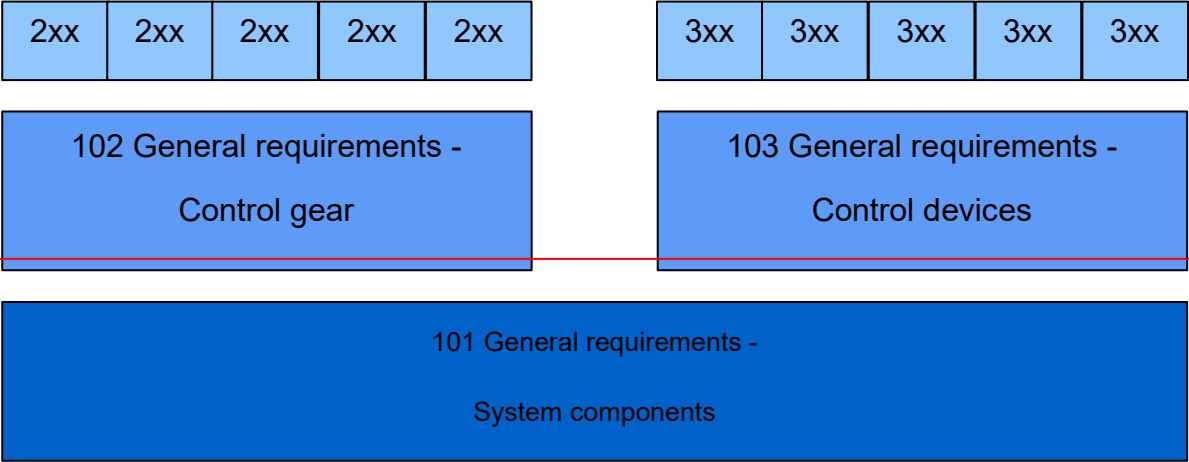 2xx 2xx 2xx 2xx 2xx 3xx 3xx 3xx 3xx 3xx
102 General requirements -
Control gear
103 General requirements -
Control devices
101 General requirements -
System components